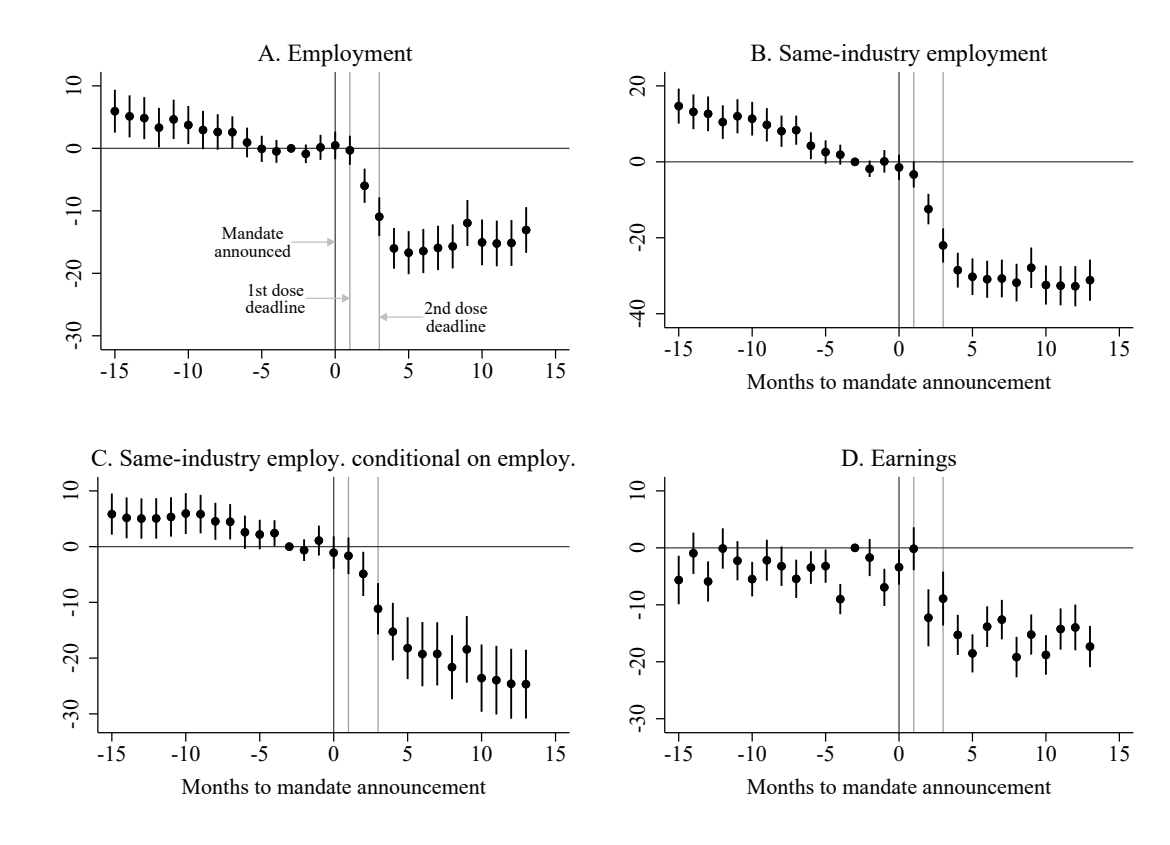 A. Employment
10
0
-10
-20
-30
Mandate
announced
1st dose
deadline
2nd dose
deadline
-15 -10 -5 0 5 10 15
B. Same-industry employment
20
0
-20
-40
-15 -10 -5 0 5 10 15
Months to mandate announcement
C. Same-industry employ. conditional on employ.
10
0
-10
-20
-30
-15 -10 -5 0 5 10 15
Months to mandate announcement
D. Earnings
10
0
-10
-20
-30
-15 -10 -5 0 5 10 15
Months to mandate announcement